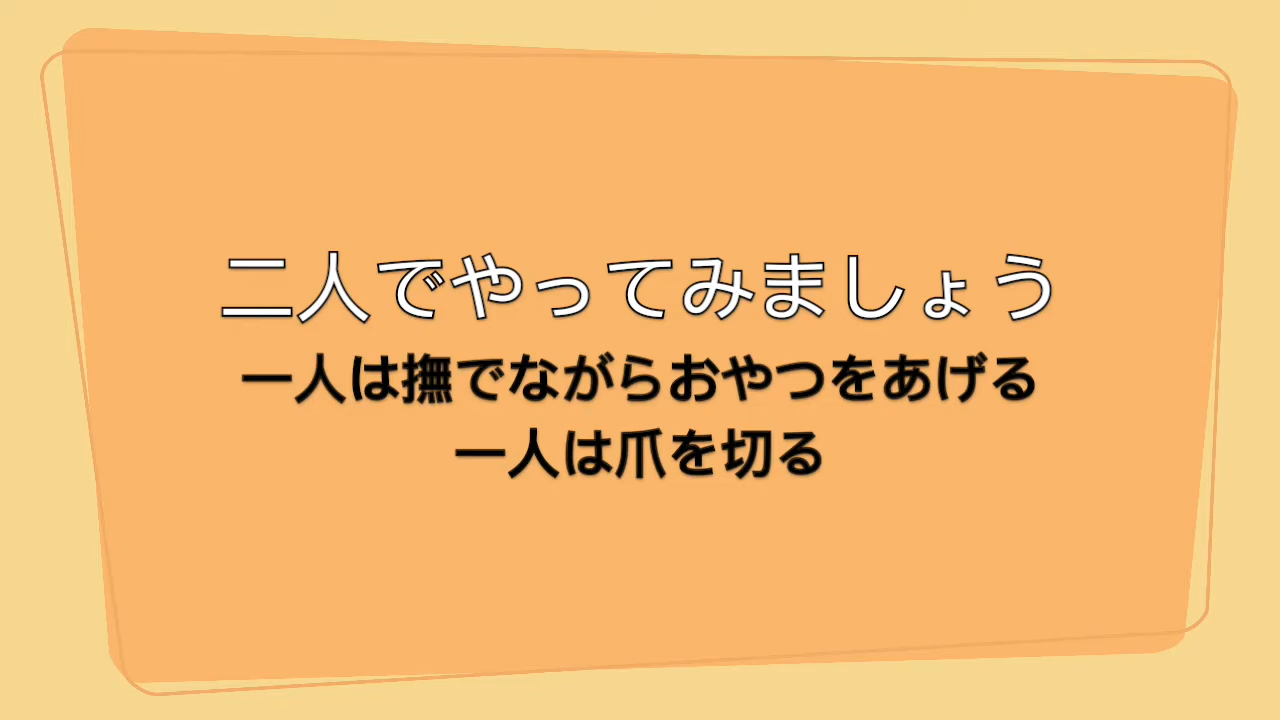 二人でやってみましょう
一人は撫でながらおやつをあげる
一人は爪を切る